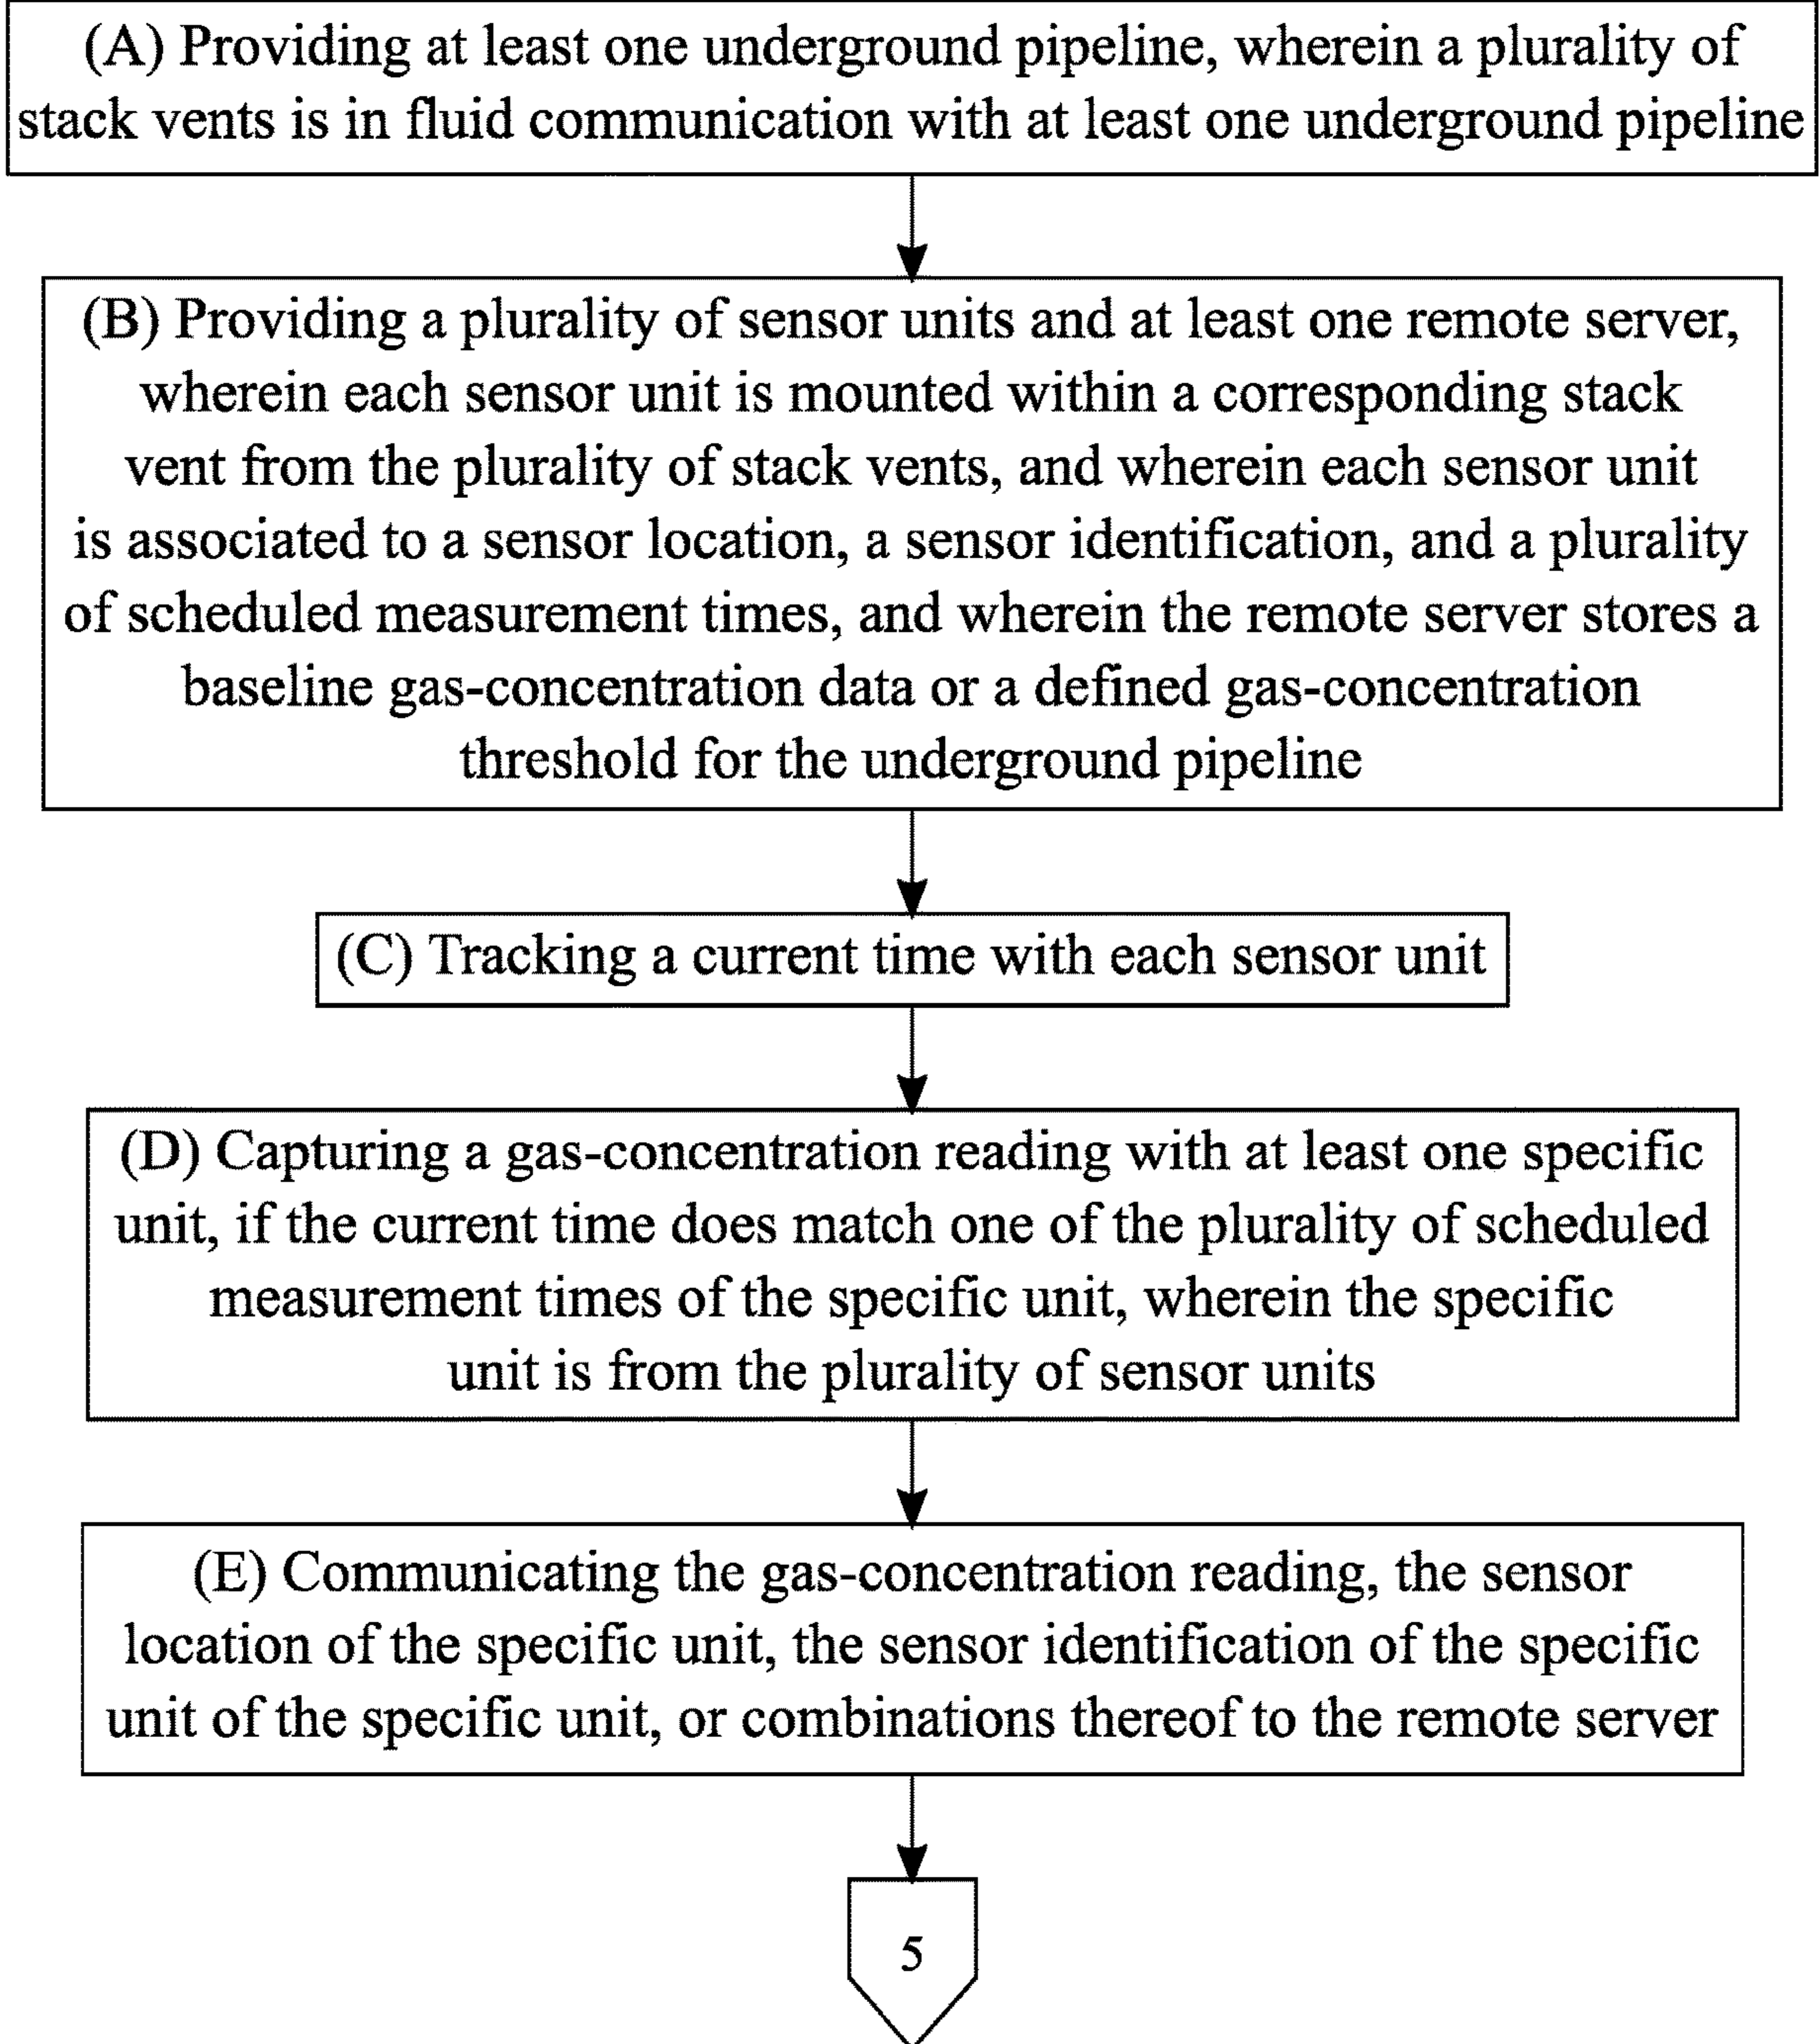 (A) Providing at least one underground pipeline, wherein a plurality of
stack vents is in fluid communication with at least one underground pipeline
(B) Providing a plurality of sensor units and at least one remote server,
wherein each sensor unit is mounted within a corresponding stack
vent from the plurality of stack vents, and wherein each sensor unit
is associated to a sensor location, a sensor identification, and a plurality
of scheduled measurement times, and wherein the remote server stores a
baseline gas-concentration data or a defined gas-concentration
threshold for the underground pipeline
(C) Tracking a current time with each sensor unit
(D) Capturing a gas-concentration reading with at least one specific
unit, if the current time does match one of the plurality of scheduled
measurement times of the specific unit, wherein the specific
unit is from the plurality of sensor units
(E) Communicating the gas-concentration reading, the sensor
location of the specific unit, the sensor identification of the specific
unit of the specific unit, or combinations thereof to the remote server
5